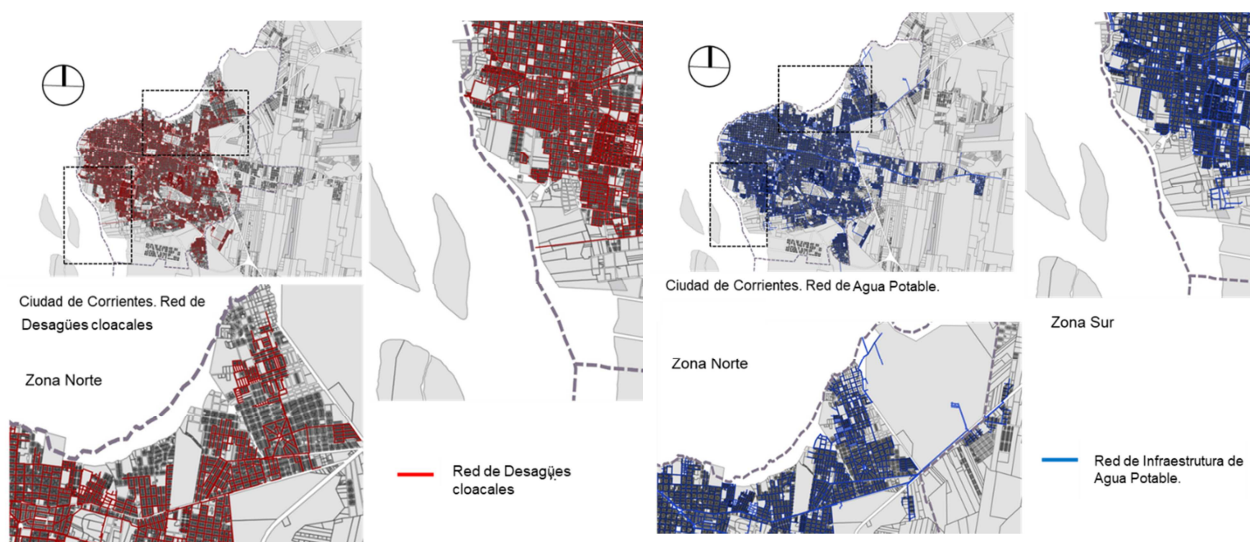 Ciudad de Corrientes. Red de
Desagües cloacales
Zona Norte
Red de Desagües
cloacales
Ciudad de Corrientes. Red de Agua Potable.
Zona Norte
Zona Sur
Red de Infraestrutura de
Agua Potable.